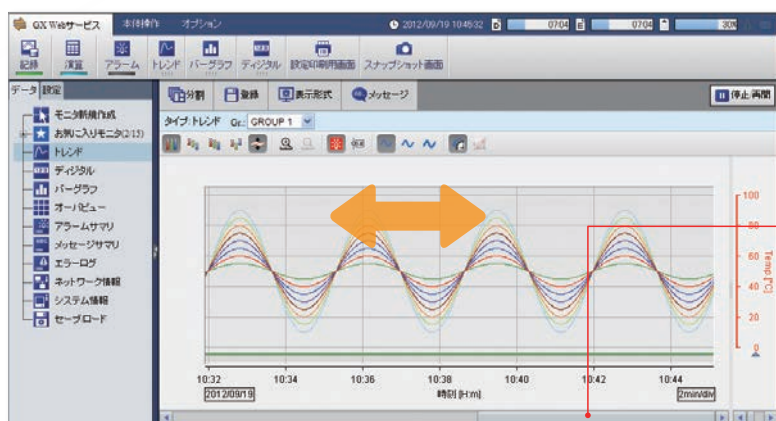 GX Webサービス 本体操作 オプション 2012/09/19 10:45:32 D 07:04 E 07:04 30%
記録 演算 アラーム トレンド バーグラフ ディジタル 設定印刷用画面 スナップショット画面
データ 設定
分割 登録 表示形式 メッセージ 停止/再開
モニタ新規作成
お気に入りモニタ(2/15)
トレンド
ディジタル
バーグラフ
オーバビュー
アラームサマリ
メッセージサマリ
エラーログ
ネットワーク情報
システム情報
セーブロード
タイプ:トレンド Gr.: GROUP 1
100
80
60
40
20
0
Temp [°C]
10:32 10:34 10:36 10:38 10:40 10:42 10:44
2012/09/19 時刻 [H:m] 2min/div